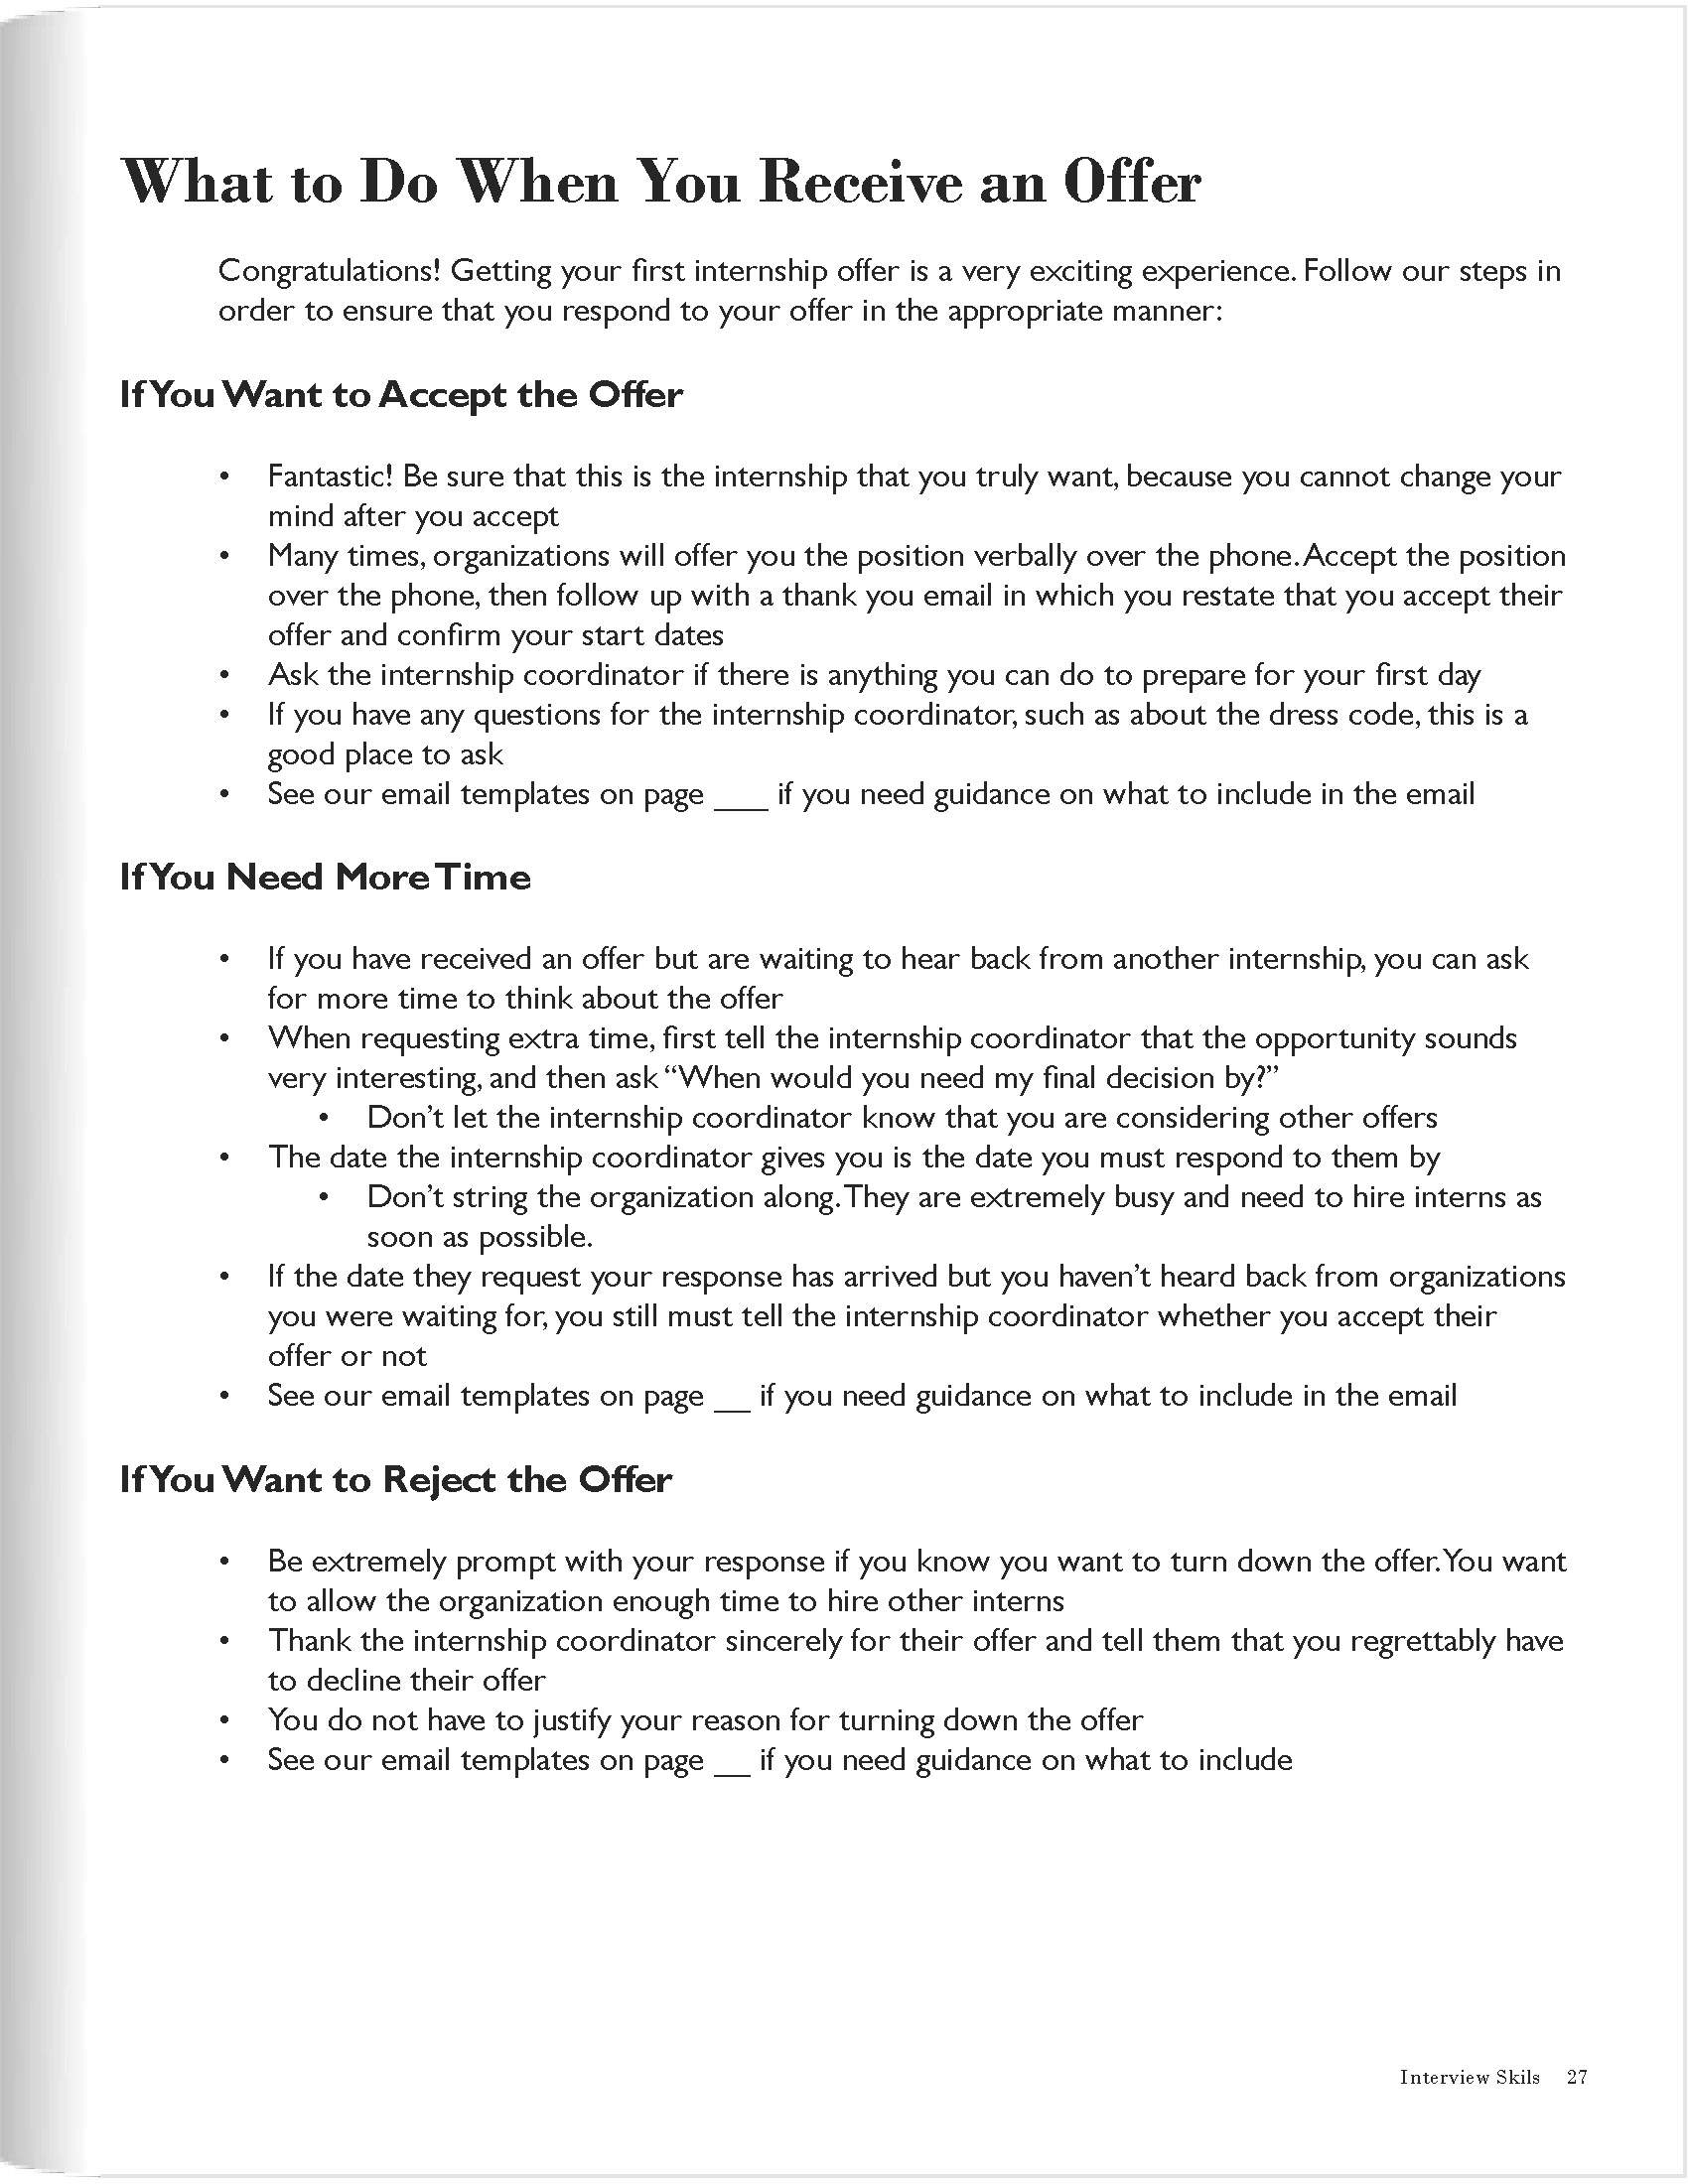 What to Do When You Receive an Offer
Congratulations! Getting your first internship offer is a very exciting experience. Follow our steps in
order to ensure that you respond to your offer in the appropriate manner:
If You Want to Accept the Offer
• Fantastic! Be sure that this is the internship that you truly want, because you cannot change your
mind after you accept
• Many times, organizations will offer you the position verbally over the phone. Accept the position
over the phone, then follow up with a thank you email in which you restate that you accept their
offer and confirm your start dates
• Ask the internship coordinator if there is anything you can do to prepare for your first day
• If you have any questions for the internship coordinator, such as about the dress code, this is a
good place to ask
• See our email templates on page ___ if you need guidance on what to include in the email
If You Need More Time
• If you have received an offer but are waiting to hear back from another internship, you can ask
for more time to think about the offer
• When requesting extra time, first tell the internship coordinator that the opportunity sounds
very interesting, and then ask “When would you need my final decision by?”
• Don’t let the internship coordinator know that you are considering other offers
• The date the internship coordinator gives you is the date you must respond to them by
• Don’t string the organization along. They are extremely busy and need to hire interns as
soon as possible.
• If the date they request your response has arrived but you haven’t heard back from organizations
you were waiting for, you still must tell the internship coordinator whether you accept their
offer or not
• See our email templates on page __ if you need guidance on what to include in the email
If You Want to Reject the Offer
• Be extremely prompt with your response if you know you want to turn down the offer. You want
to allow the organization enough time to hire other interns
• Thank the internship coordinator sincerely for their offer and tell them that you regrettably have
to decline their offer
• You do not have to justify your reason for turning down the offer
• See our email templates on page __ if you need guidance on what to include
Interview Skils 27